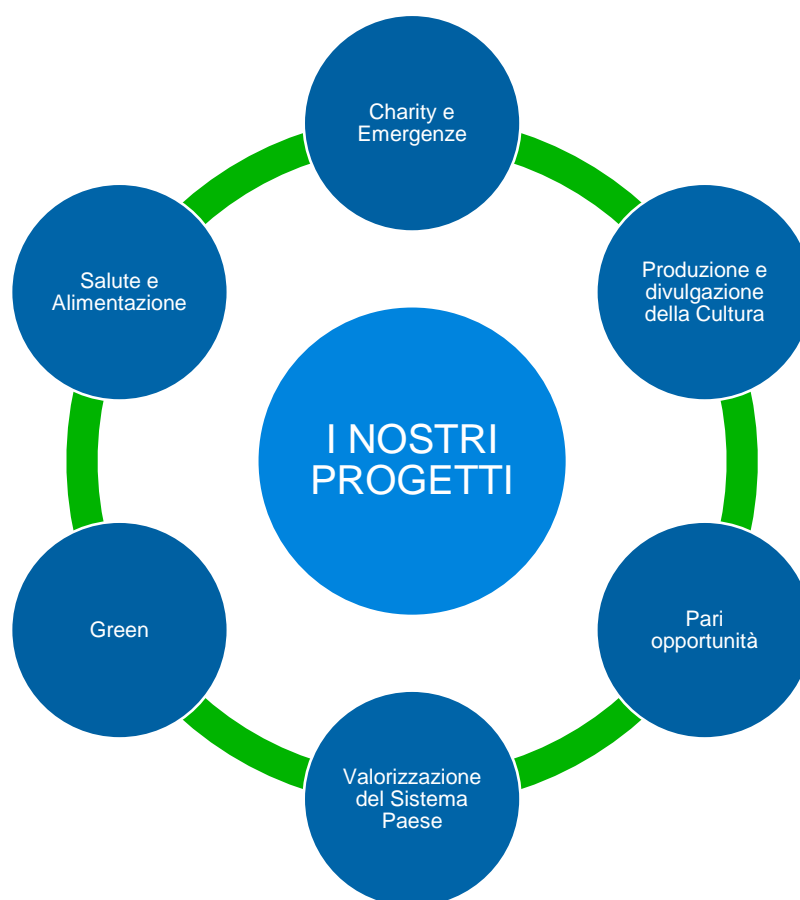 Charity e
Emergenze
Produzione e
divulgazione
della Cultura
Pari
opportunità
Valorizzazione
del Sistema
Paese
Green
Salute e
Alimentazione
I NOSTRI
PROGETTI